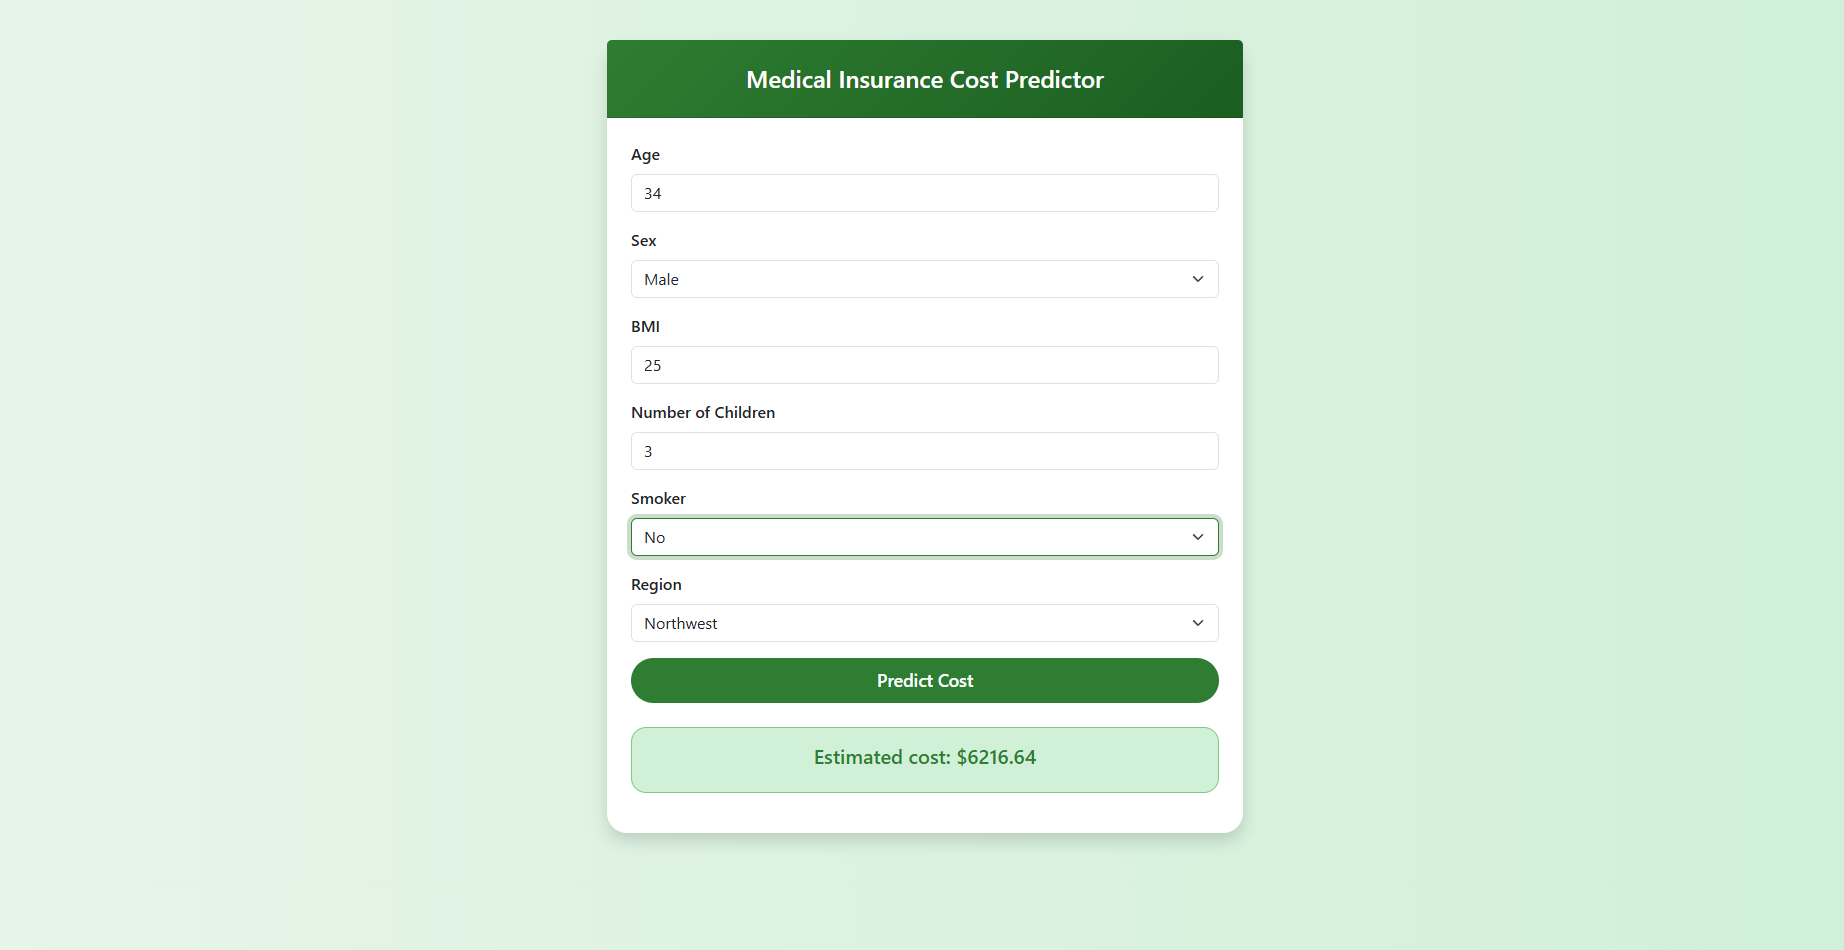 Medical Insurance Cost Predictor
Age
34
Sex
Male
BMI
25
Number of Children
3
Smoker
No
Region
Northwest
Predict Cost
Estimated cost: $6216.64